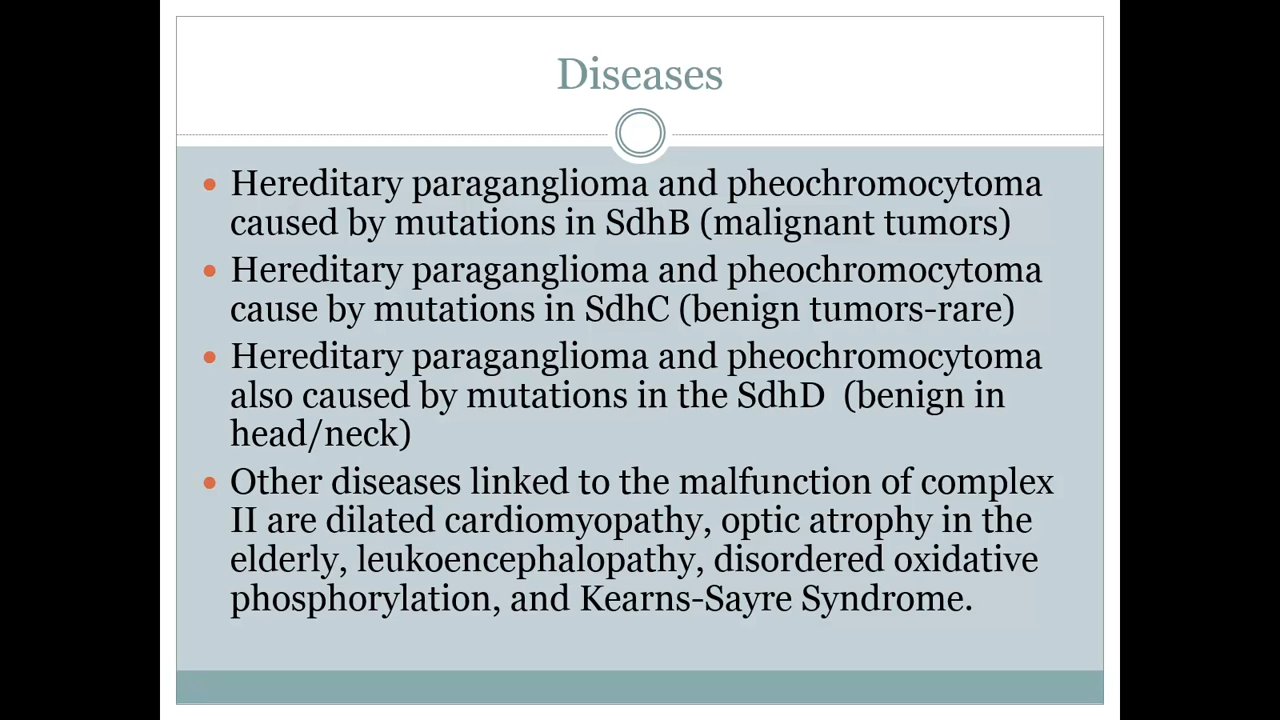 Diseases
Hereditary paraganglioma and pheochromocytoma
caused by mutations in SdhB (malignant tumors)
Hereditary paraganglioma and pheochromocytoma
cause by mutations in SdhC (benign tumors-rare)
Hereditary paraganglioma and pheochromocytoma
also caused by mutations in the SdhD  (benign in
head/neck)
Other diseases linked to the malfunction of complex
II are dilated cardiomyopathy, optic atrophy in the
elderly, leukoencephalopathy, disordered oxidative
phosphorylation, and Kearns-Sayre Syndrome.